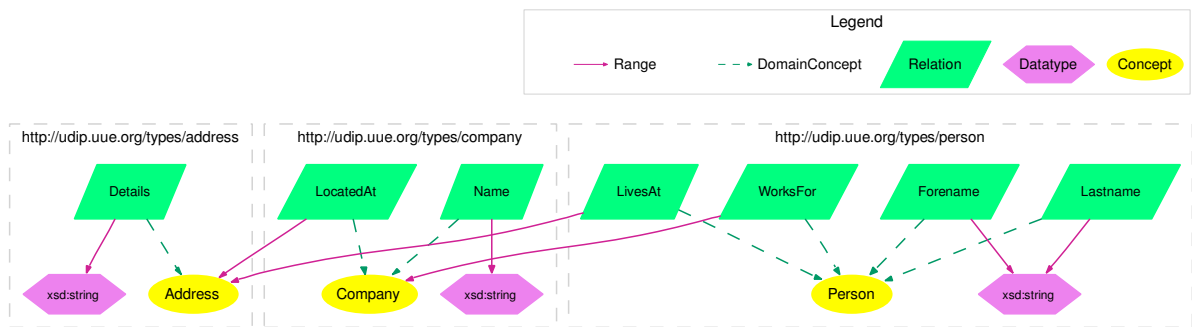 Legend
Range
DomainConcept
Relation
Datatype
Concept
http://udip.uue.org/types/address
http://udip.uue.org/types/company
http://udip.uue.org/types/person
Details
LocatedAt
Name
LivesAt
WorksFor
Forename
Lastname
xsd:string
Address
Company
xsd:string
Person
xsd:string